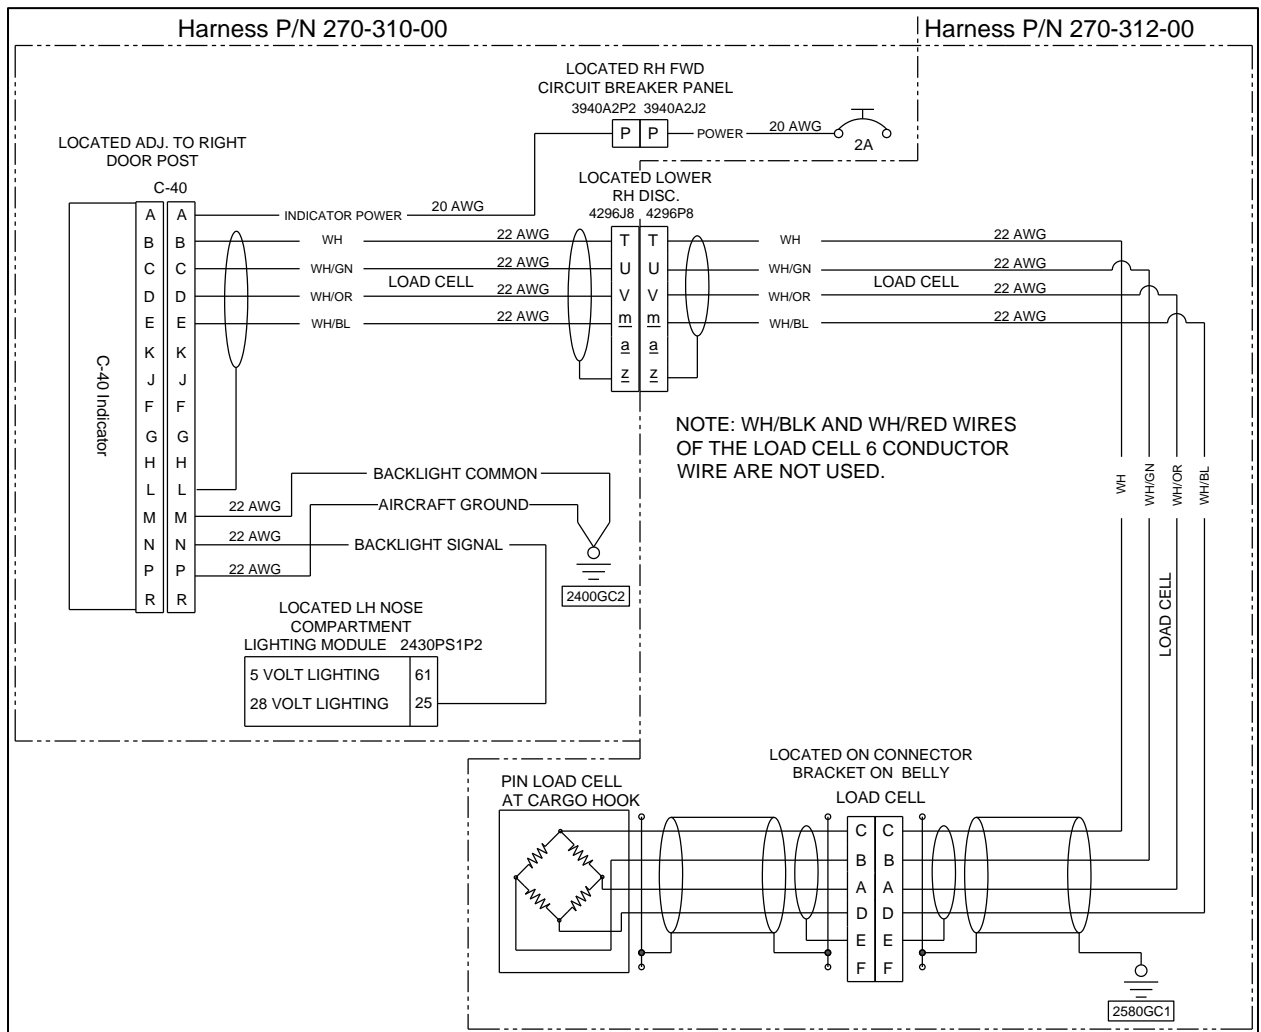 Harness P/N 270-310-00
Harness P/N 270-312-00
LOCATED RH FWD
CIRCUIT BREAKER PANEL
3940A2P2 3940A2J2
P P
POWER
20 AWG
2A
LOCATED ADJ. TO RIGHT
DOOR POST
C-40
C-40 Indicator
A A
B B
C C
D D
E E
K K
J J
F F
G G
H H
L L
M M
N N
P P
R R
INDICATOR POWER
20 AWG
WH
22 AWG
WH/GN
22 AWG
LOAD CELL
WH/OR
22 AWG
WH/BL
22 AWG
LOCATED LOWER
RH DISC.
4296J8 4296P8
T T
U U
V V
m m
a a
z z
WH
22 AWG
WH/GN
22 AWG
LOAD CELL
WH/OR
22 AWG
WH/BL
22 AWG
NOTE: WH/BLK AND WH/RED WIRES
OF THE LOAD CELL 6 CONDUCTOR
WIRE ARE NOT USED.
WH
WH/GN
WH/OR
WH/BL
LOAD CELL
BACKLIGHT COMMON
22 AWG
AIRCRAFT GROUND
22 AWG
BACKLIGHT SIGNAL
22 AWG
2400GC2
LOCATED LH NOSE
COMPARTMENT
LIGHTING MODULE 2430PS1P2
5 VOLT LIGHTING 61
28 VOLT LIGHTING 25
PIN LOAD CELL
AT CARGO HOOK
LOCATED ON CONNECTOR
BRACKET ON BELLY
LOAD CELL
C C
B B
A A
D D
E E
F F
2580GC1